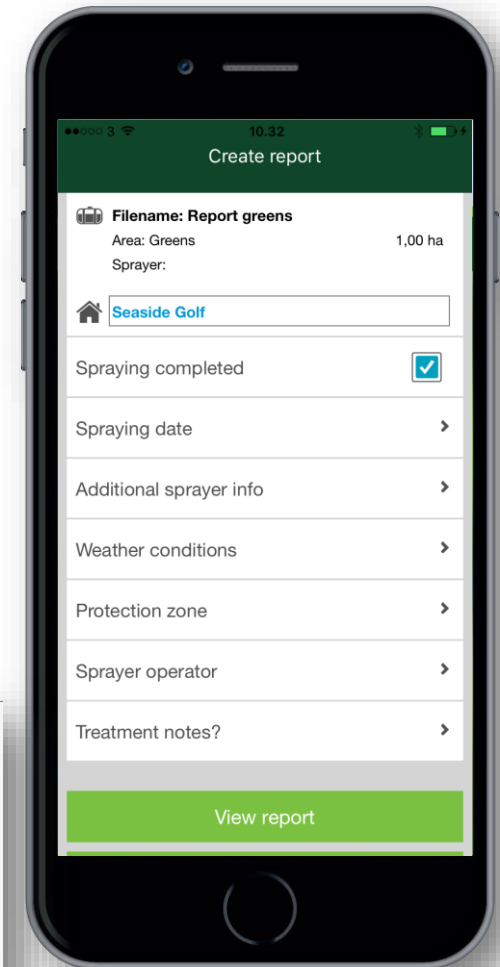 3 10.32
Create report
Filename: Report greens
Area: Greens 1,00 ha
Sprayer:
Seaside Golf
Spraying completed
Spraying date
Additional sprayer info
Weather conditions
Protection zone
Sprayer operator
Treatment notes?
View report